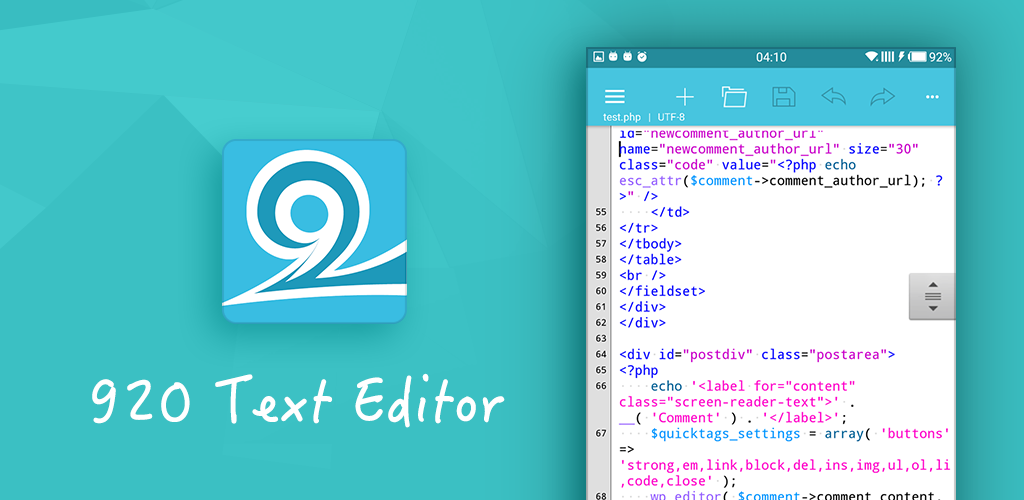 920 Text Editor
04:10 92%
test.php | UTF-8
id="newcomment_author_url"
name="newcomment_author_url" size="30"
class="code" value="<?php echo
esc_attr($comment->comment_author_url); ?
>" />
55 </td>
56 </tr>
57 </tbody>
58 </table>
59 <br />
60 </fieldset>
61 </div>
62 </div>
63
64 <div id="postdiv" class="postarea">
65 <?php
66 echo '<label for="content"
class="screen-reader-text">' .
__( 'Comment' ) . '</label>';
67 $quicktags_settings = array( 'buttons'
=>
'strong,em,link,block,del,ins,img,ul,ol,li
,code,close' );
68 wp_editor( $comment->comment_content,